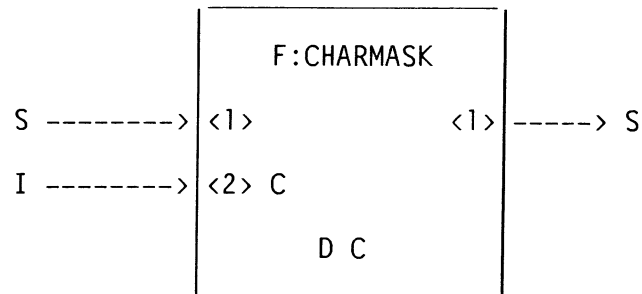 F:CHARMASK
S --------> <1> <1> -----> S
I --------> <2> C
D C